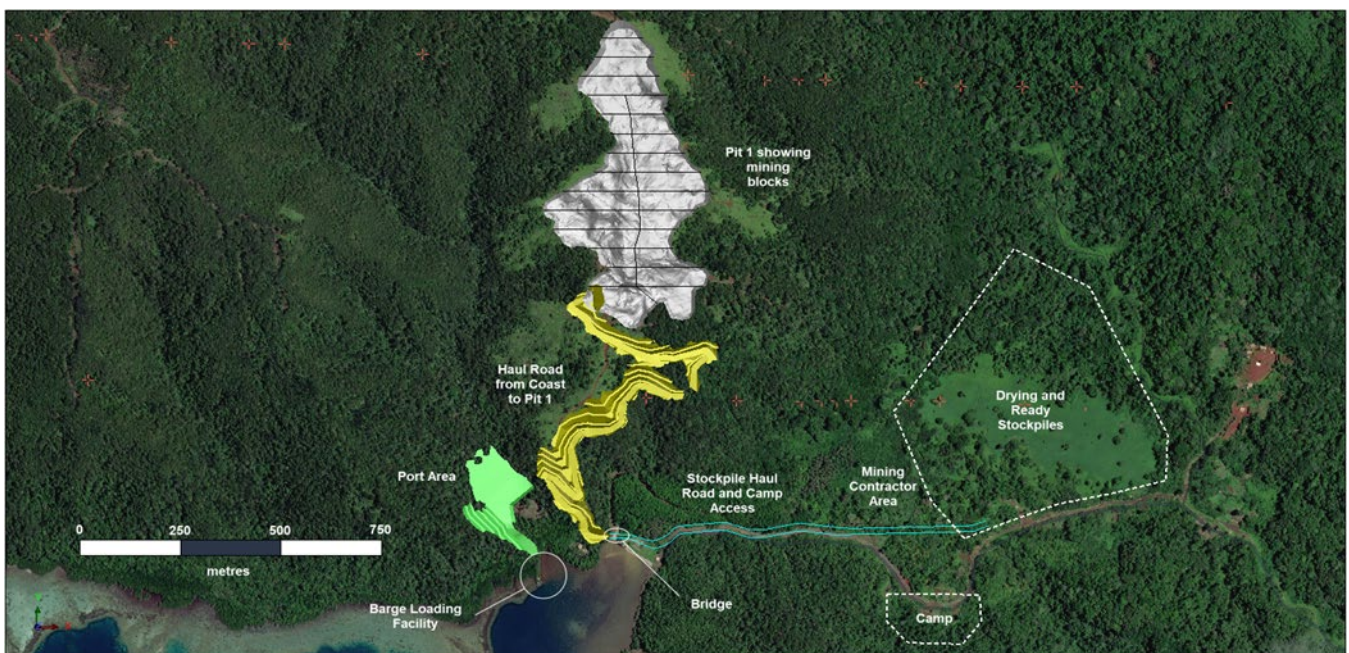 Pit 1 showing
mining
blocks
Haul Road
from Coast
to Pit 1
Drying and
Ready
Stockpiles
Port Area
Stockpile Haul
Road and Camp
Access
Mining
Contractor
Area
0 250 500 750
metres
Barge Loading
Facility
Bridge
Camp